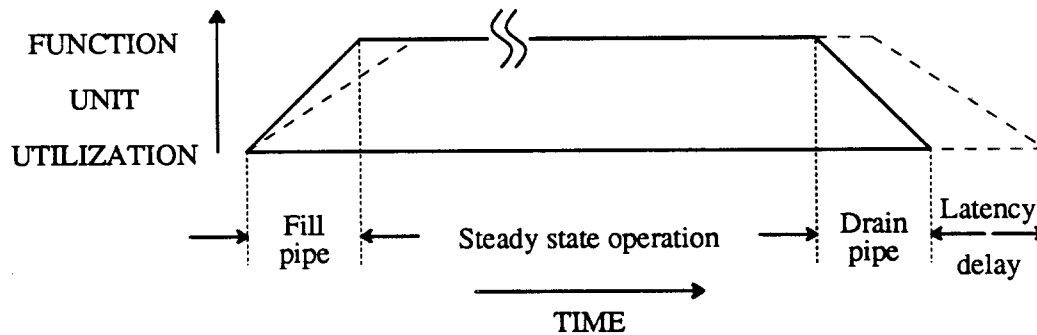 FUNCTION
UNIT
UTILIZATION
Fill
pipe
Steady state operation
Drain
pipe
Latency
delay
TIME